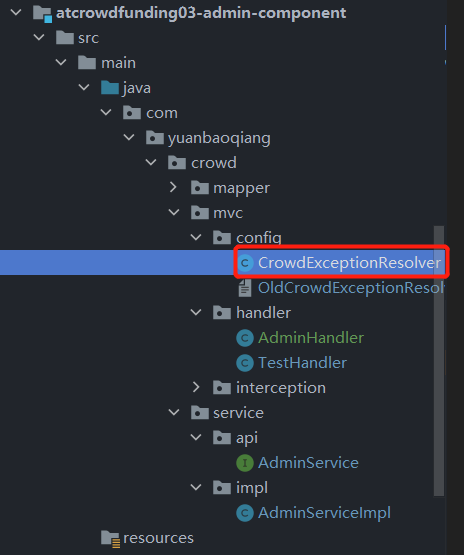 atcrowdfunding03-admin-component
src
main
java
com
yuanbaoqiang
crowd
mapper
mvc
config
CrowdExceptionResolver
OldCrowdExceptionResol
handler
AdminHandler
TestHandler
interception
service
api
AdminService
impl
AdminServiceImpl
resources